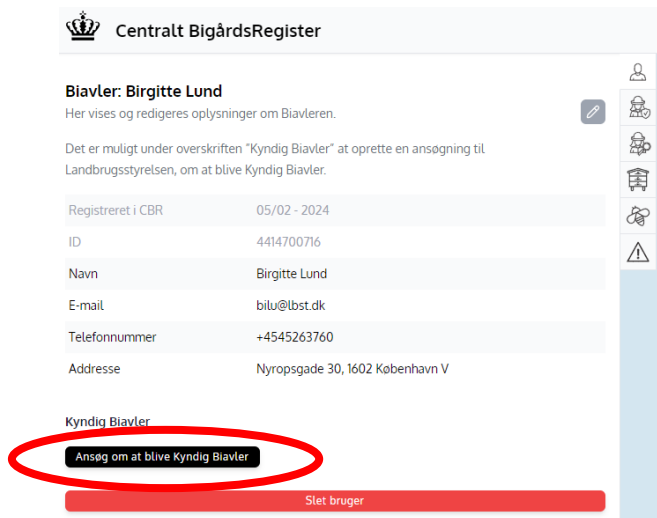 Centralt BigårdsRegister
Biavler: Birgitte Lund
Her vises og redigeres oplysninger om Biavleren.
Det er muligt under overskriften "Kyndig Biavler" at oprette en ansøgning til
Landbrugsstyrelsen, om at blive Kyndig Biavler.
Registreret i CBR 05/02 - 2024
ID 4414700716
Navn Birgitte Lund
E-mail bilu@lbst.dk
Telefonnummer +4545263760
Addresse Nyropsgade 30, 1602 København V
Kyndig Biavler
Ansøg om at blive Kyndig Biavler
Slet bruger